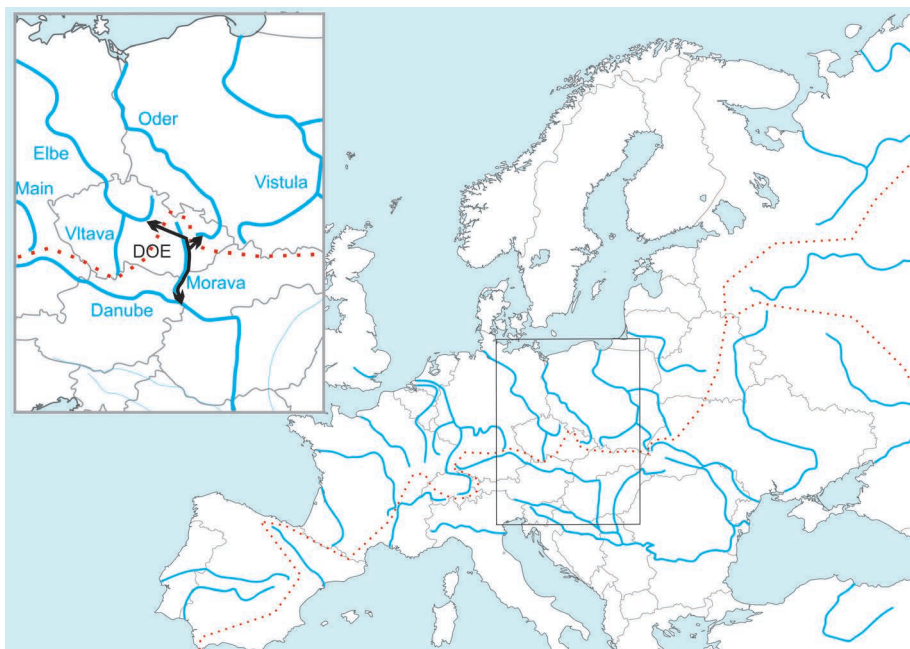 Oder
Elbe
Main
Vistula
Vltava
DOE
Morava
Danube